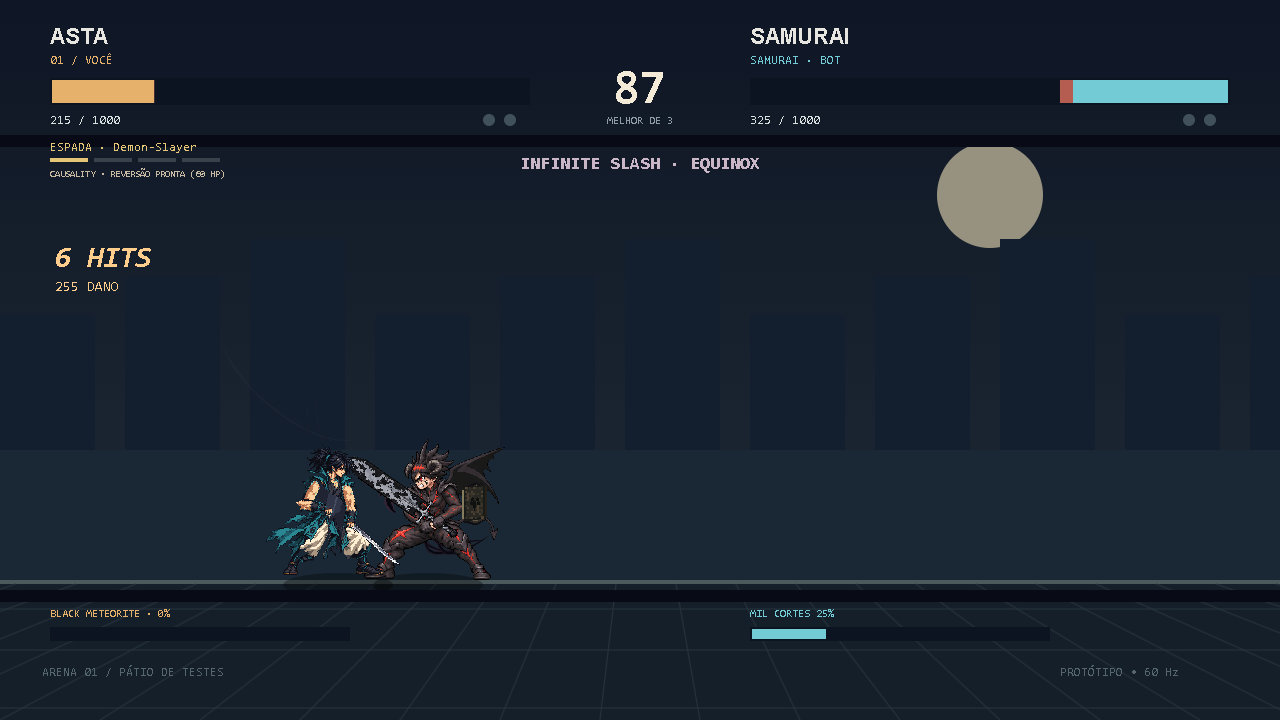 ASTA
01 / VOCÊ
215 / 1000
87
MELHOR DE 3
SAMURAI
SAMURAI · BOT
325 / 1000
ESPADA · Demon-Slayer
CAUSALITY · REVERSÃO PRONTA (60 HP)
INFINITE SLASH · EQUINOX
6 HITS
255 DANO
BLACK METEORITE · 0%
MIL CORTES 25%
ARENA 01 / PÁTIO DE TESTES
PROTÓTIPO • 60 Hz